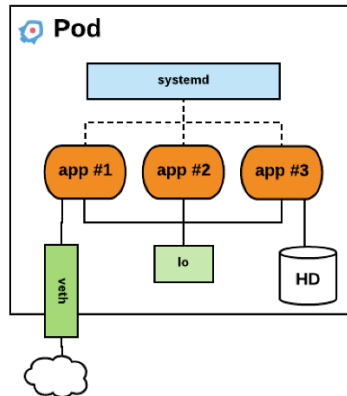 Pod
systemd
app #1
app #2
app #3
lo
veth
HD